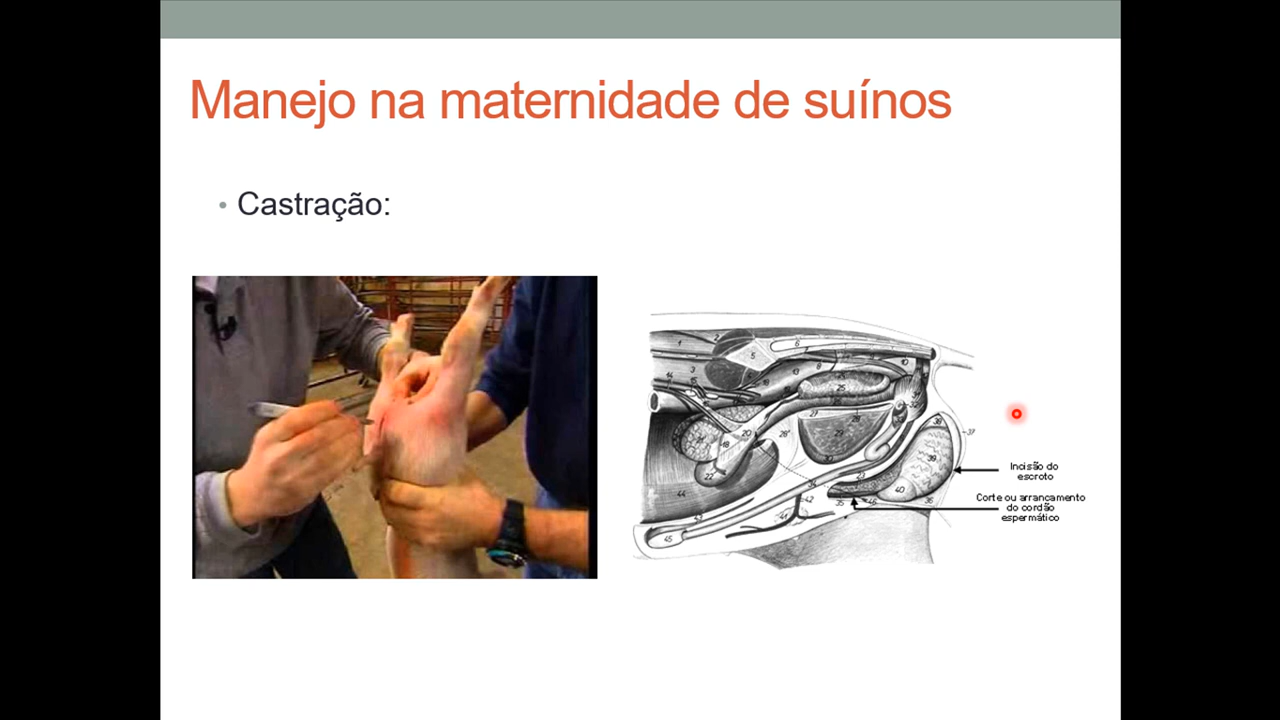 Manejo na maternidade de suínos
• Castração:
Incisão do
escroto
Corte ou arrancamento
do cordão
espermático